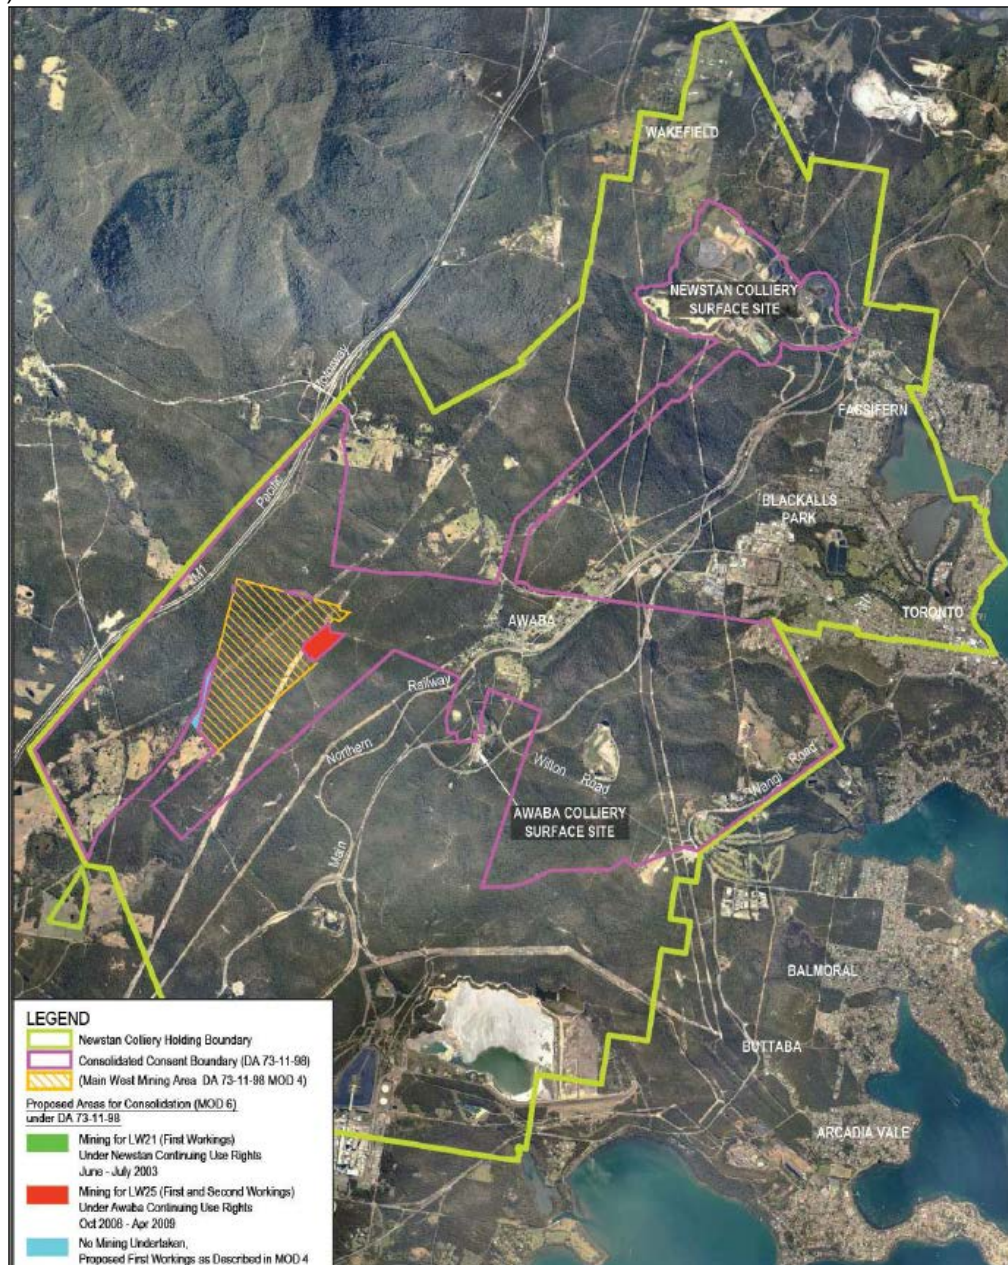 WAKEFIELD
NEWSTAN COLLIERY
SURFACE SITE
Motorway
FASSIFERN
Pacific
BLACKALLS
PARK
M1
AWABA
TORONTO
Railway
Northern
Wilton Road
Wangi Road
AWABA COLLIERY
SURFACE SITE
Main
BALMORAL
BUTTABA
ARCADIA VALE
LEGEND
Newstan Colliery Holding Boundary
Consolidated Consent Boundary (DA 73-11-98)
(Main West Mining Area DA 73-11-98 MOD 4)
Proposed Areas for Consolidation (MOD 6)
under DA 73-11-98
Mining for LW21 (First Workings)
Under Newstan Continuing Use Rights
June - July 2003
Mining for LW25 (First and Second Workings)
Under Awaba Continuing Use Rights
Oct 2008 - Apr 2009
No Mining Undertaken,
Proposed First Workings as Described in MOD 4